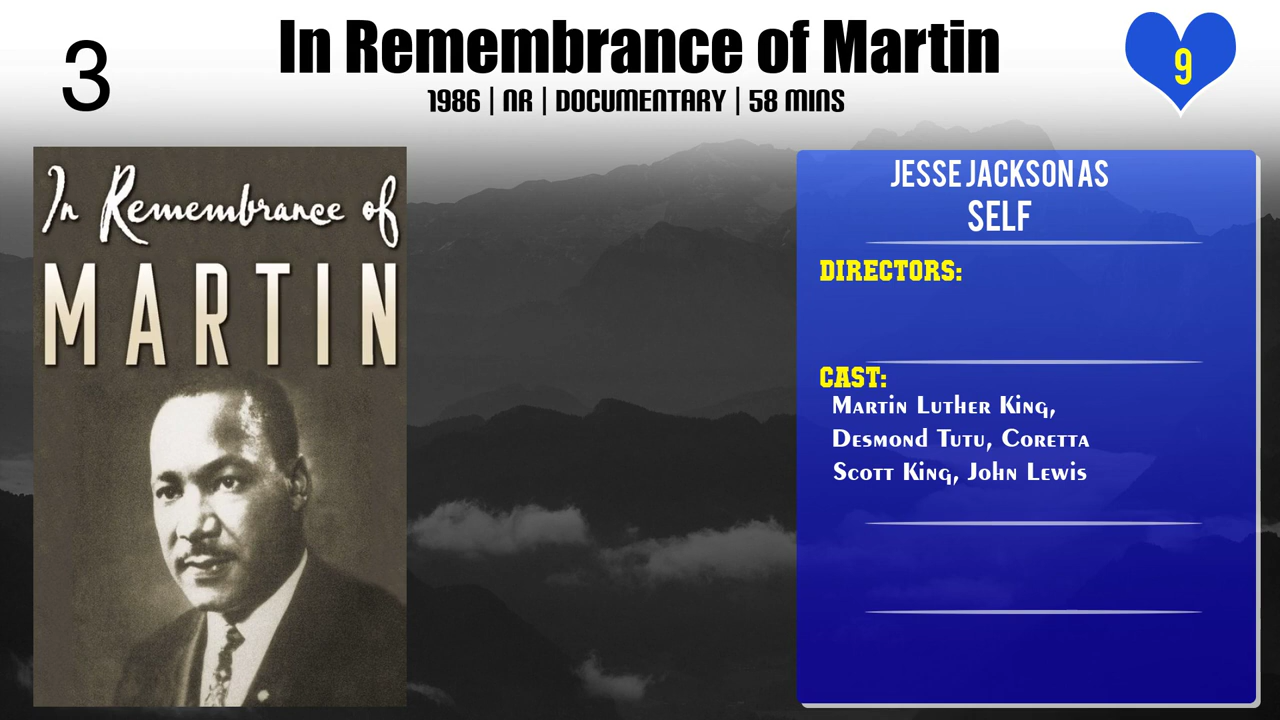 3
In Remembrance of Martin
1986 | NR | DOCUMENTARY | 58 MINS
9
In Remembrance of
MARTIN
JESSE JACKSON AS
SELF
DIRECTORS:
CAST:
Martin Luther King,
Desmond Tutu, Coretta
Scott King, John Lewis